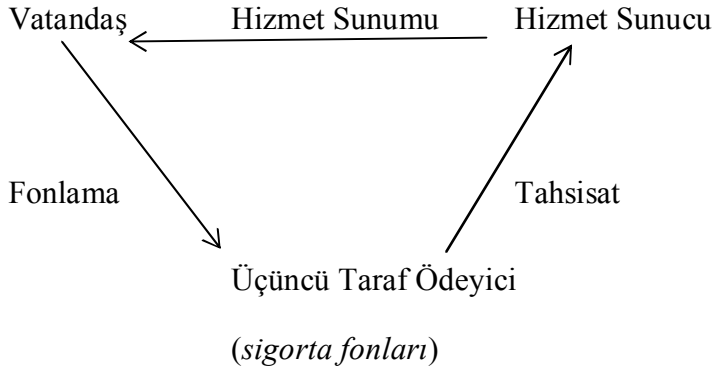 Vatandaş Hizmet Sunumu Hizmet Sunucu
Fonlama Tahsisat
Üçüncü Taraf Ödeyici
(sigorta fonları)